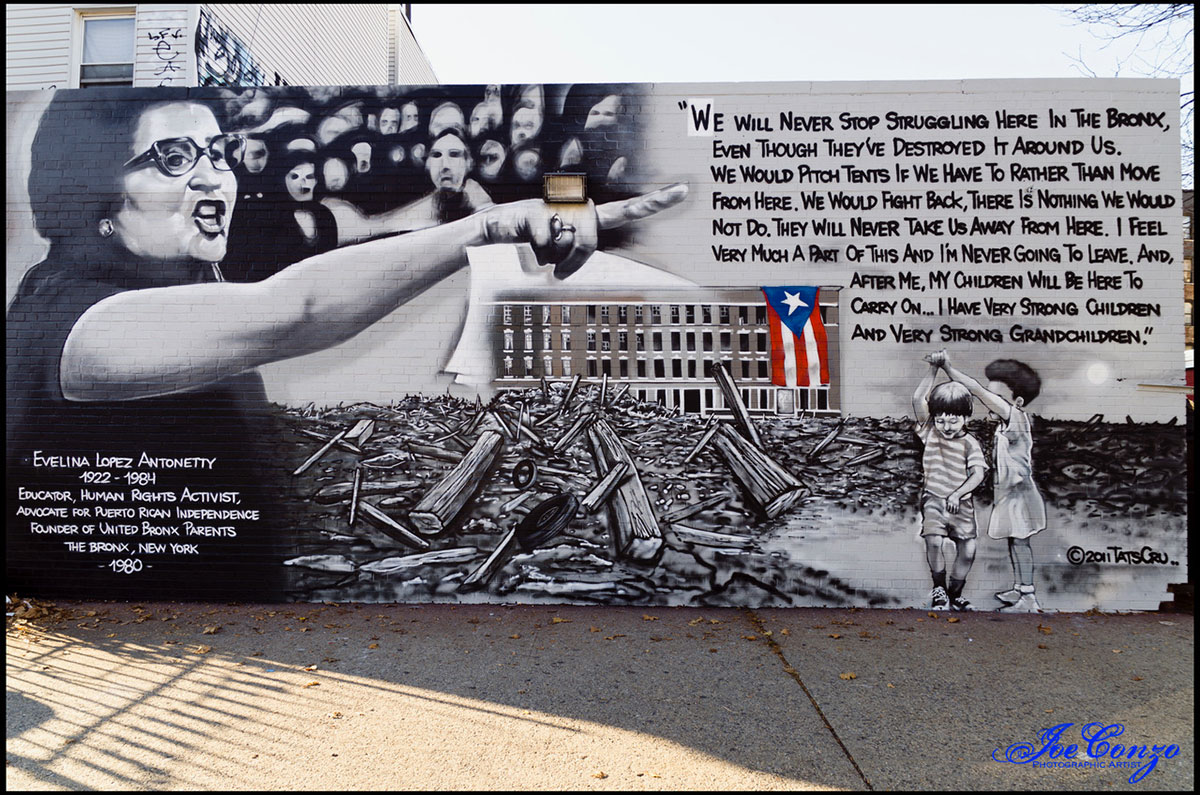 "WE WILL NEVER STOP STRUGGLING HERE IN THE BRONX,
EVEN THOUGH THEY'VE DESTROYED IT AROUND US.
WE WOULD PITCH TENTS IF WE HAVE TO RATHER THAN MOVE
FROM HERE. WE WOULD FIGHT BACK, THERE IS NOTHING WE WOULD
NOT DO. THEY WILL NEVER TAKE US AWAY FROM HERE. I FEEL
VERY MUCH A PART OF THIS AND I'M NEVER GOING TO LEAVE. AND,
AFTER ME, MY CHILDREN WILL BE HERE TO
CARRY ON... I HAVE VERY STRONG CHILDREN
AND VERY STRONG GRANDCHILDREN."
EVELINA LOPEZ ANTONETTY
1922 - 1984
EDUCATOR, HUMAN RIGHTS ACTIVIST,
ADVOCATE FOR PUERTO RICAN INDEPENDENCE
FOUNDER OF UNITED BRONX PARENTS
THE BRONX, NEW YORK
- 1980 -
©2011 TATS CRU..
Joe Conzo
PHOTOGRAPHIC ARTIST